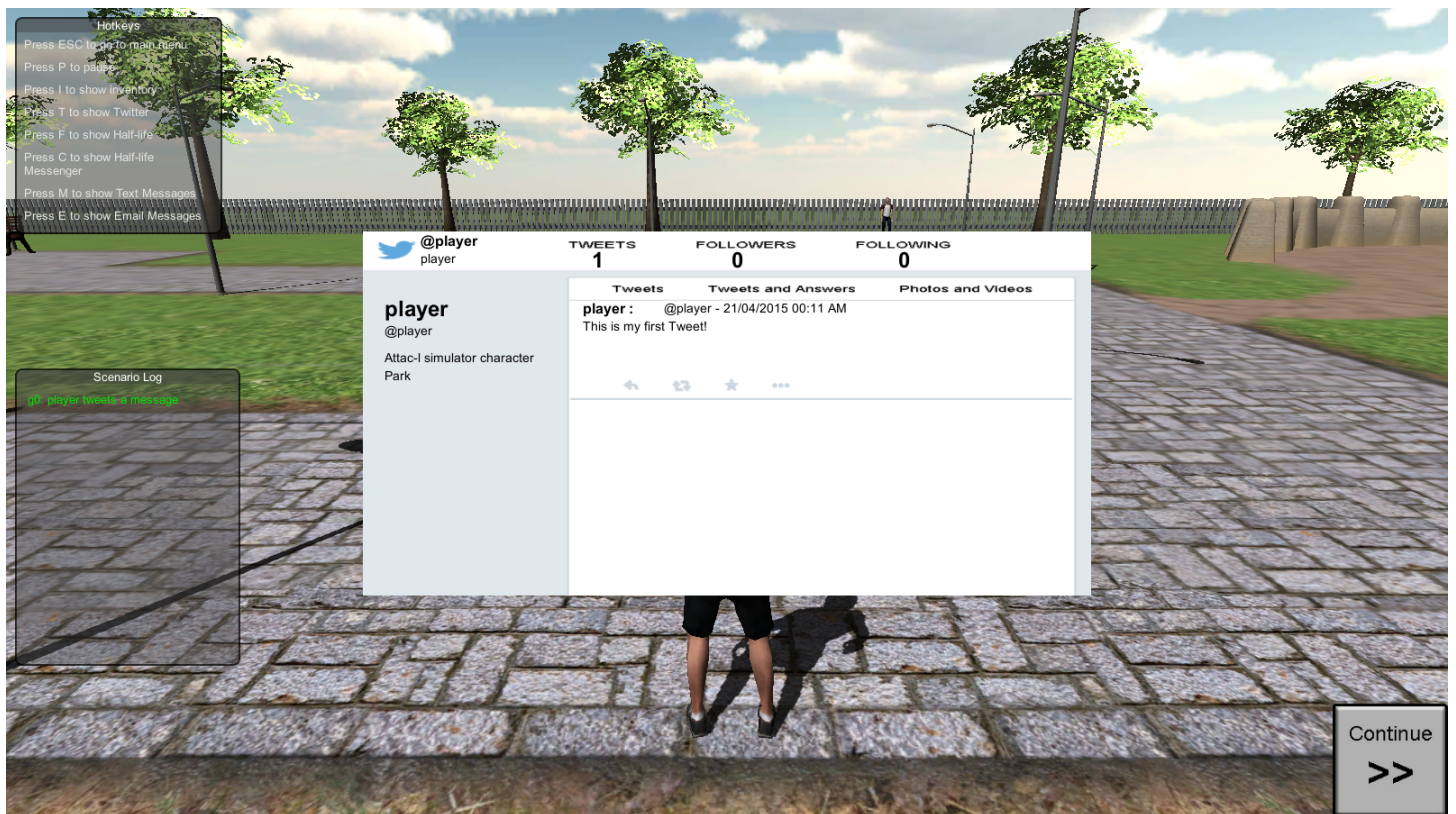 Hotkeys
Press ESC to go to main menu
Press P to pause
Press I to show inventory
Press T to show Twitter
Press F to show Half-life
Press C to show Half-life
Messenger
Press M to show Text Messages
Press E to show Email Messages
@player
player
TWEETS
1
FOLLOWERS
0
FOLLOWING
0
player
@player
Attac-I simulator character
Park
Tweets Tweets and Answers Photos and Videos
player : @player - 21/04/2015 00:11 AM
This is my first Tweet!
Scenario Log
g0: player tweets a message
Continue
>>